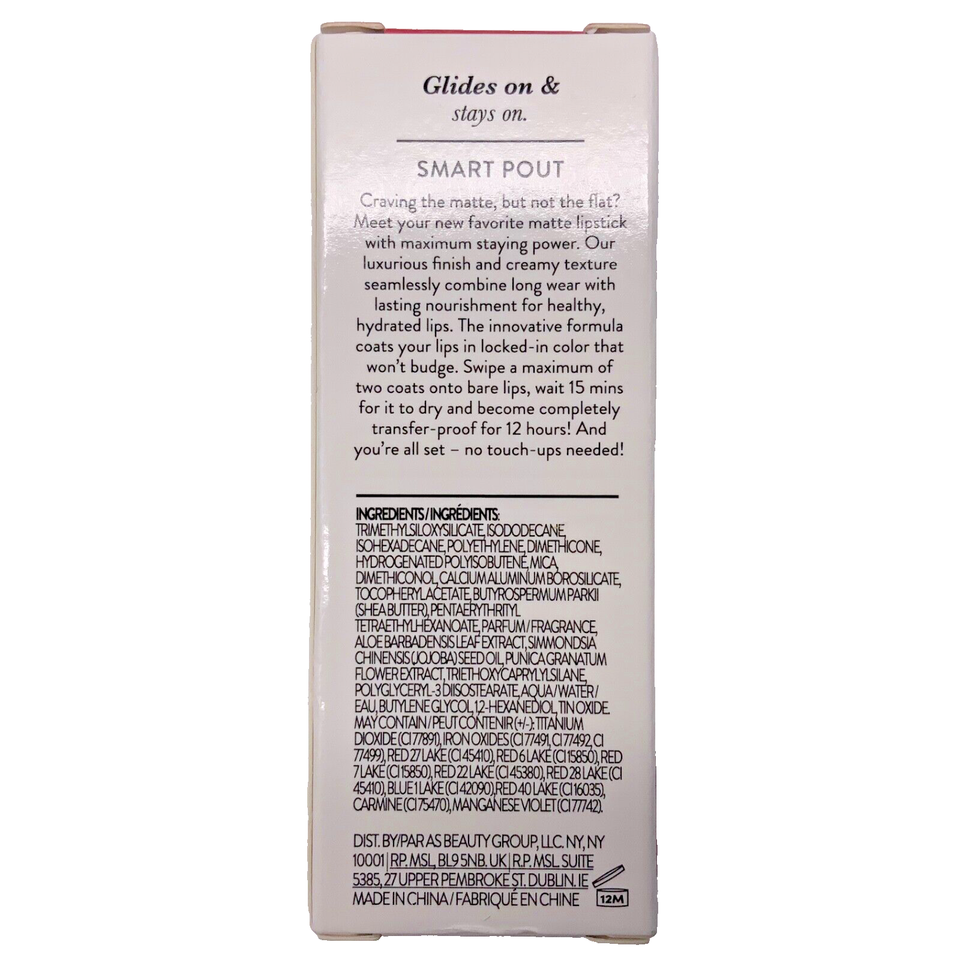 Glides on &
stays on.
SMART POUT
Craving the matte, but not the flat?
Meet your new favorite matte lipstick
with maximum staying power. Our
luxurious finish and creamy texture
seamlessly combine long wear with
lasting nourishment for healthy,
hydrated lips. The innovative formula
coats your lips in locked-in color that
won't budge. Swipe a maximum of
two coats onto bare lips, wait 15 mins
for it to dry and become completely
transfer-proof for 12 hours! And
you're all set – no touch-ups needed!
INGREDIENTS / INGRÉDIENTS:
TRIMETHYLSILOXYSILICATE, ISODODECANE,
ISOHEXADECANE, POLYETHYLENE, DIMETHICONE,
HYDROGENATED POLYISOBUTENE, MICA,
DIMETHICONOL, CALCIUM ALUMINUM BOROSILICATE,
TOCOPHERYL ACETATE, BUTYROSPERMUM PARKII
(SHEA BUTTER), PENTAERYTHRITYL
TETRAETHYLHEXANOATE, PARFUM / FRAGRANCE,
ALOE BARBADENSIS LEAF EXTRACT, SIMMONDSIA
CHINENSIS (JOJOBA) SEED OIL, PUNICA GRANATUM
FLOWER EXTRACT, TRIETHOXYCAPRYLYLSILANE,
POLYGLYCERYL-3 DIISOSTEARATE, AQUA / WATER /
EAU, BUTYLENE GLYCOL, 1,2-HEXANEDIOL, TIN OXIDE.
MAY CONTAIN / PEUT CONTENIR (+/-): TITANIUM
DIOXIDE (CI 77891), IRON OXIDES (CI 77491, CI 77492, CI
77499), RED 27 LAKE (CI 45410), RED 6 LAKE (CI 15850), RED
7 LAKE (CI 15850), RED 22 LAKE (CI 45380), RED 28 LAKE (CI
45410), BLUE 1 LAKE (CI 42090), RED 40 LAKE (CI 16035),
CARMINE (CI 75470), MANGANESE VIOLET (CI 77742).
DIST. BY/PAR AS BEAUTY GROUP, LLC. NY, NY
10001 | RP. MSL, BL9 5NB. UK | R.P. MSL. SUITE
5385, 27 UPPER PEMBROKE ST. DUBLIN. IE
MADE IN CHINA / FABRIQUÉ EN CHINE
12M